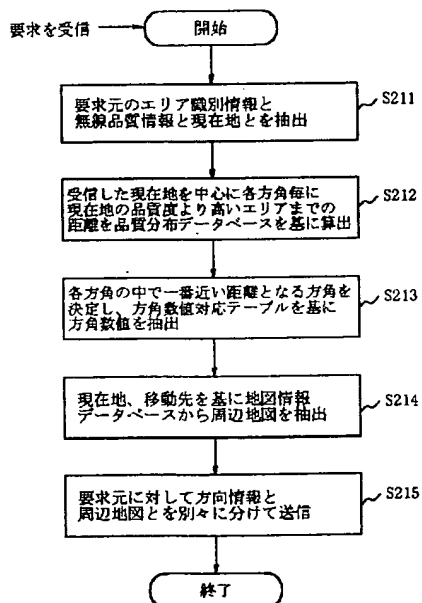 要求を受信
開始
S211
要求元のエリア識別情報と
無線品質情報と現在地とを抽出
S212
受信した現在地を中心に各方角毎に
現在地の品質度より高いエリアまでの
距離を品質分布データベースを基に算出
S213
各方角の中で一番近い距離となる方角を
決定し、方角数値対応テーブルを基に
方角数値を抽出
S214
現在地、移動先を基に地図情報
データベースから周辺地図を抽出
S215
要求元に対して方向情報と
周辺地図とを別々に分けて送信
終了